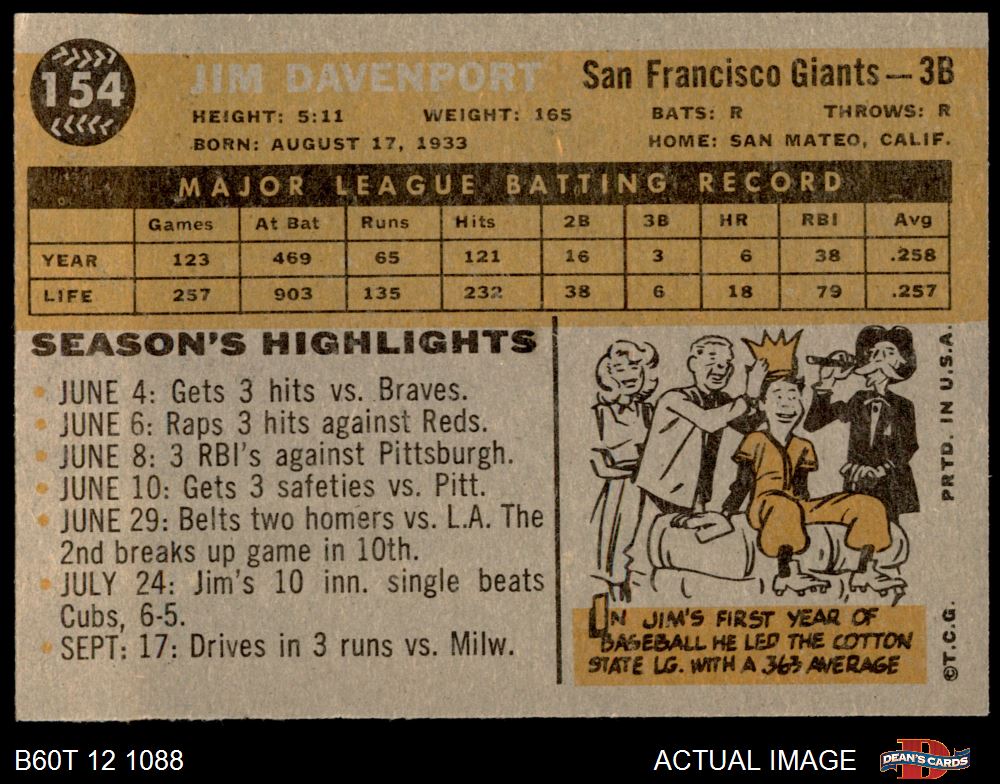 154
JIM DAVENPORT San Francisco Giants—3B
HEIGHT: 5:11 WEIGHT: 165 BATS: R THROWS: R
BORN: AUGUST 17, 1933 HOME: SAN MATEO, CALIF.
MAJOR LEAGUE BATTING RECORD
Games At Bat Runs Hits 2B 3B HR RBI Avg
YEAR 123 469 65 121 16 3 6 38 .258
LIFE 257 903 135 232 38 6 18 79 .257
SEASON'S HIGHLIGHTS
• JUNE 4: Gets 3 hits vs. Braves.
• JUNE 6: Raps 3 hits against Reds.
• JUNE 8: 3 RBI's against Pittsburgh.
• JUNE 10: Gets 3 safeties vs. Pitt.
• JUNE 29: Belts two homers vs. L.A. The
2nd breaks up game in 10th.
• JULY 24: Jim's 10 inn. single beats
Cubs, 6-5.
• SEPT: 17: Drives in 3 runs vs. Milw.
IN JIM'S FIRST YEAR OF
BASEBALL HE LED THE COTTON
STATE LG. WITH A .363 AVERAGE
©T.C.G. PRTD. IN U.S.A.
B60T 12 1088 ACTUAL IMAGE
D
DEAN'S CARDS